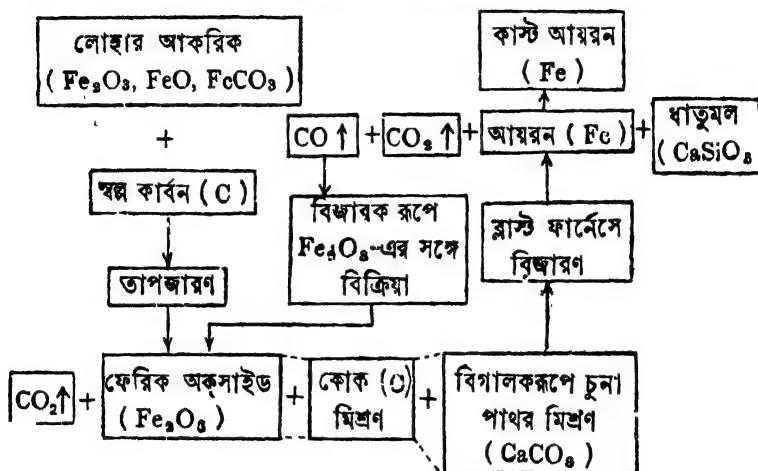 লোহার আকরিক
( Fe₂O₃, FeO, FeCO₃ )
+
স্বল্প কার্বন ( C )
তাপজারণ
কাস্ট আয়রন
( Fe )
CO ↑ + CO₂ ↑ + আয়রন ( Fe ) + ধাতুমল
( CaSiO₃
বিজারক রূপে
Fe₂O₃-এর সঙ্গে
বিক্রিয়া
ব্লাস্ট ফার্নেসে
বিজারণ
CO₂↑ + ফেরিক অক্সাইড
( Fe₂O₃ )
+ কোক (C)
মিশ্রণ
+ বিগালকরূপে চুনা
পাথর মিশ্রণ
( CaCO₃ )